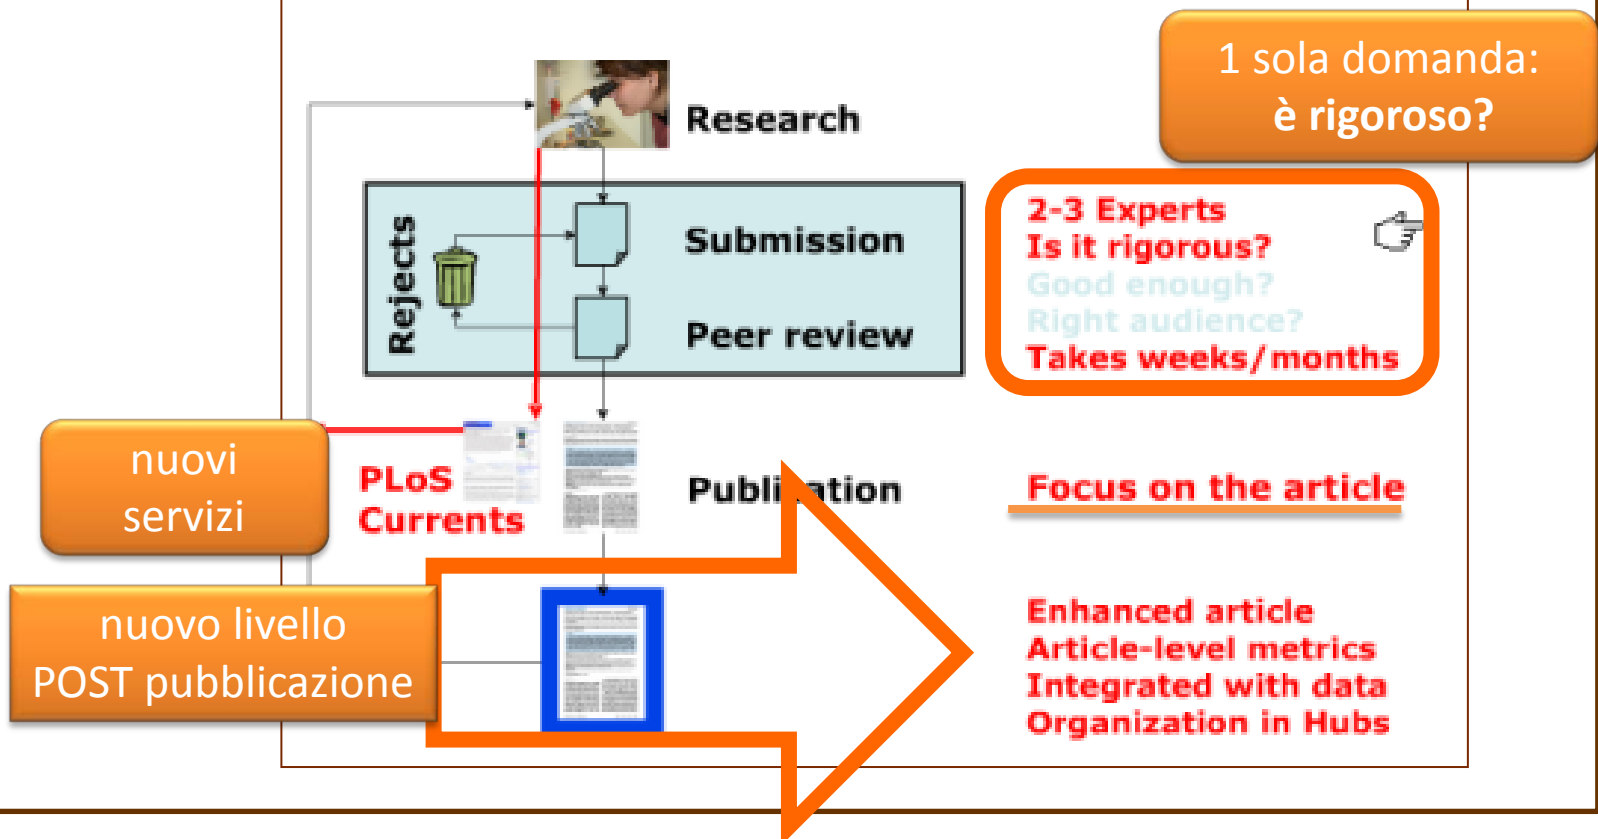 1 sola domanda:
è rigoroso?
Research
Rejects
Submission
Peer review
2-3 Experts
Is it rigorous?
Good enough?
Right audience?
Takes weeks/months
nuovi
servizi
PLoS
Currents
Publication
Focus on the article
nuovo livello
POST pubblicazione
Enhanced article
Article-level metrics
Integrated with data
Organization in Hubs